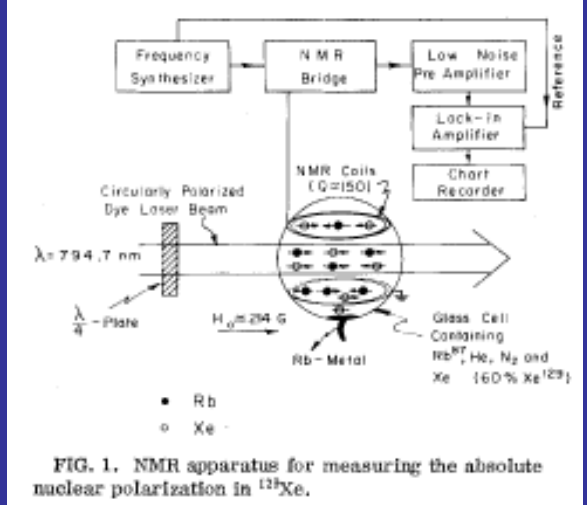 Frequency
Synthesizer
NMR
Bridge
Low Noise
Pre Amplifier
Reference
Lock-in
Amplifier
Chart
Recorder
NMR Coils
(Q=150)
Circularly Polarized
Dye Laser Beam
λ=794.7 nm
λ/4-Plate
H₀=214 G
Rb-Metal
Glass Cell
Containing
Rb⁸⁷, He, N₂ and
Xe (60% Xe¹²⁹)
• Rb
○ Xe
FIG. 1. NMR apparatus for measuring the absolute
nuclear polarization in ¹²⁹Xe.